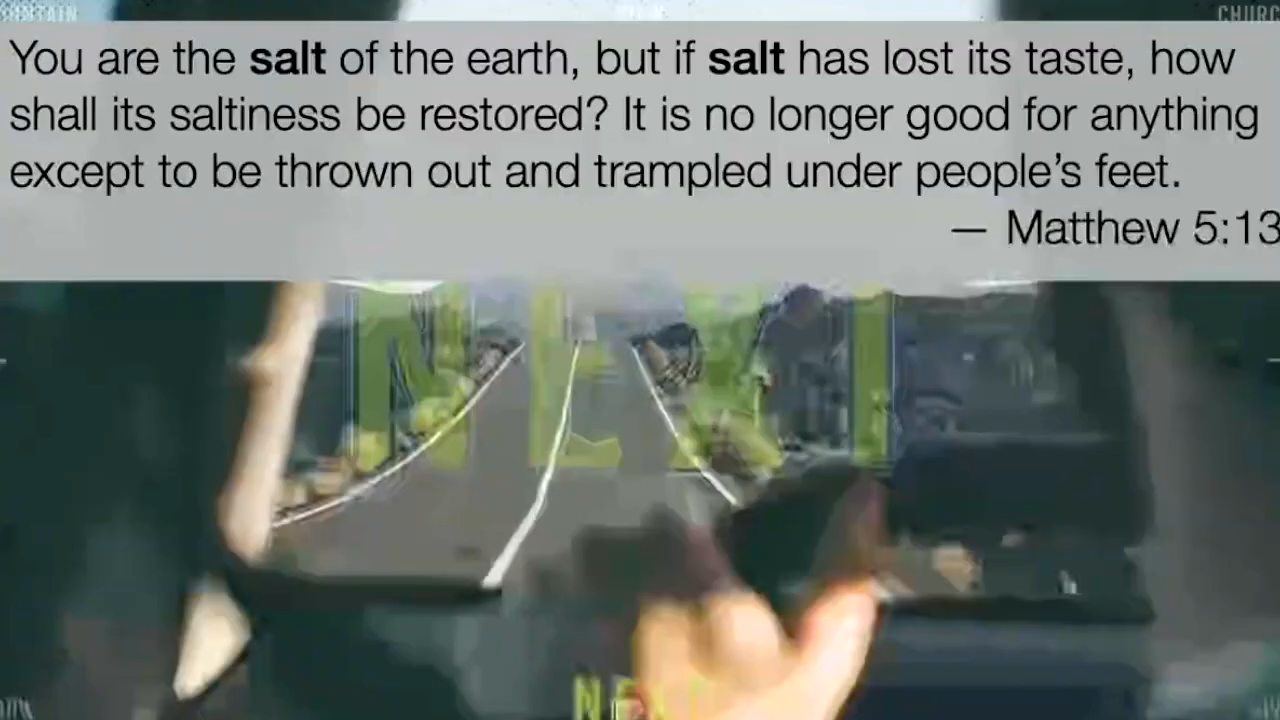 CHURC
You are the salt of the earth, but if salt has lost its taste, how
shall its saltiness be restored? It is no longer good for anything
except to be thrown out and trampled under people’s feet.
— Matthew 5:13
NEXT